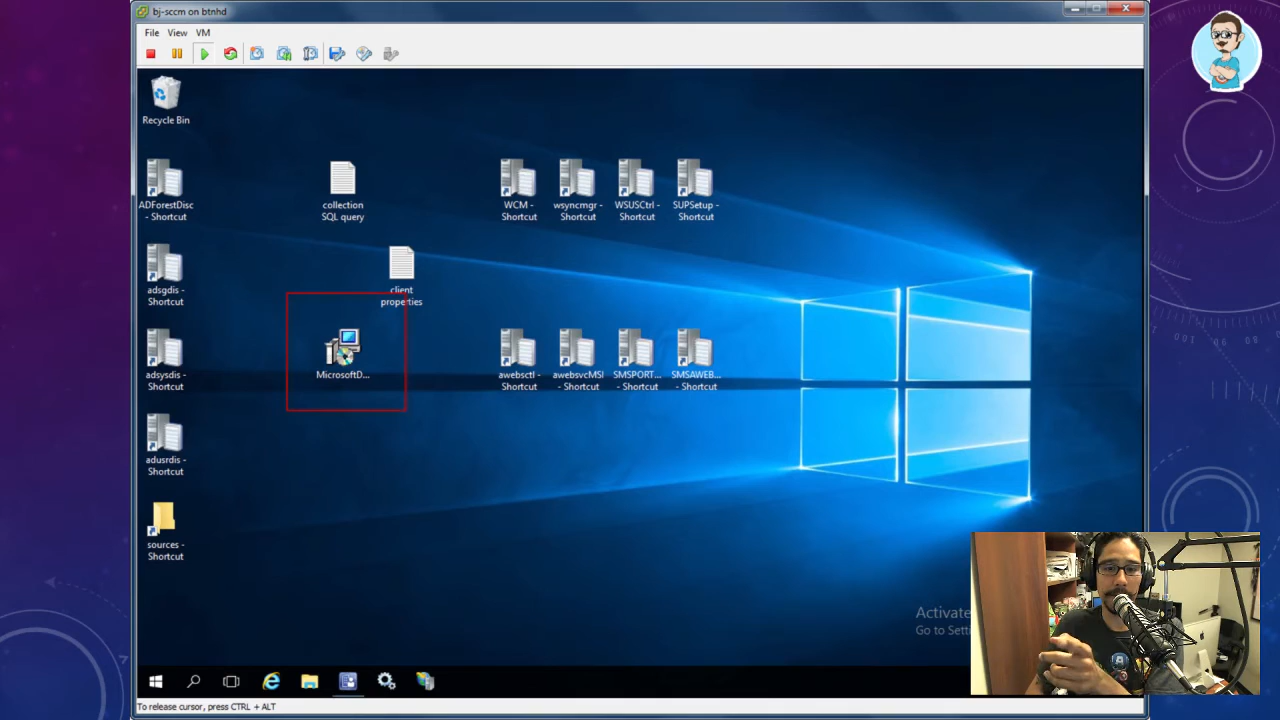 bj-sccm on btnhd
File View VM
Recycle Bin
ADForestDisc
- Shortcut
collection
SQL query
WCM -
Shortcut
wsyncmgr -
Shortcut
WSUSCtrl -
Shortcut
SUPSetup -
Shortcut
adsgdis -
Shortcut
client
properties
adsysdis -
Shortcut
MicrosoftD...
awebsctl -
Shortcut
awebsvcMSI
- Shortcut
SMSPORT...
- Shortcut
SMSAWEB...
- Shortcut
adusrdis -
Shortcut
sources -
Shortcut
Activate
Go to Setti
To release cursor, press CTRL + ALT